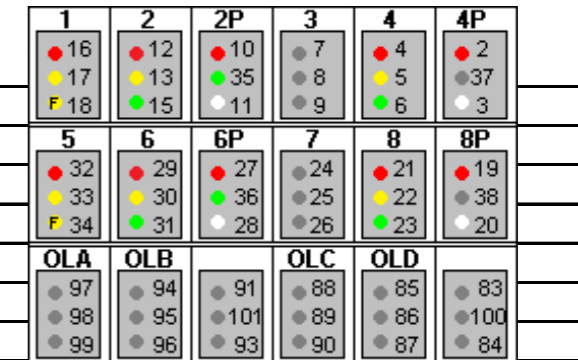 1 2 2P 3 4 4P
16 12 10 7 4 2
17 13 35 8 5 37
F 18 15 11 9 6 3
5 6 6P 7 8 8P
32 29 27 24 21 19
33 30 36 25 22 38
F 34 31 28 26 23 20
OLA OLB OLC OLD
97 94 91 88 85 83
98 95 101 89 86 100
99 96 93 90 87 84